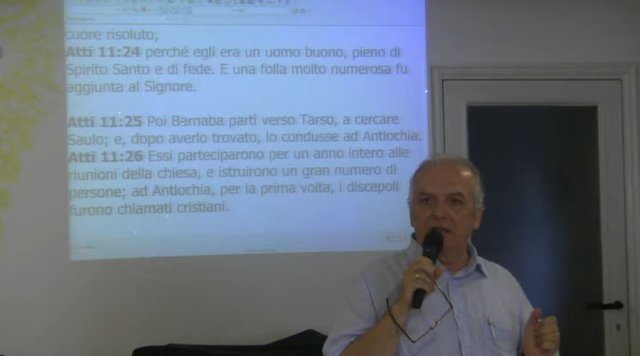 cuore risoluto,
Atti 11:24 perché egli era un uomo buono, pieno di
Spirito Santo e di fede. E una folla molto numerosa fu
aggiunta al Signore.
Atti 11:25 Poi Barnaba partì verso Tarso, a cercare
Saulo; e, dopo averlo trovato, lo condusse ad Antiochia.
Atti 11:26 Essi parteciparono per un anno intero alle
riunioni della chiesa, e istruirono un gran numero di
persone; ad Antiochia, per la prima volta, i discepoli
furono chiamati cristiani.